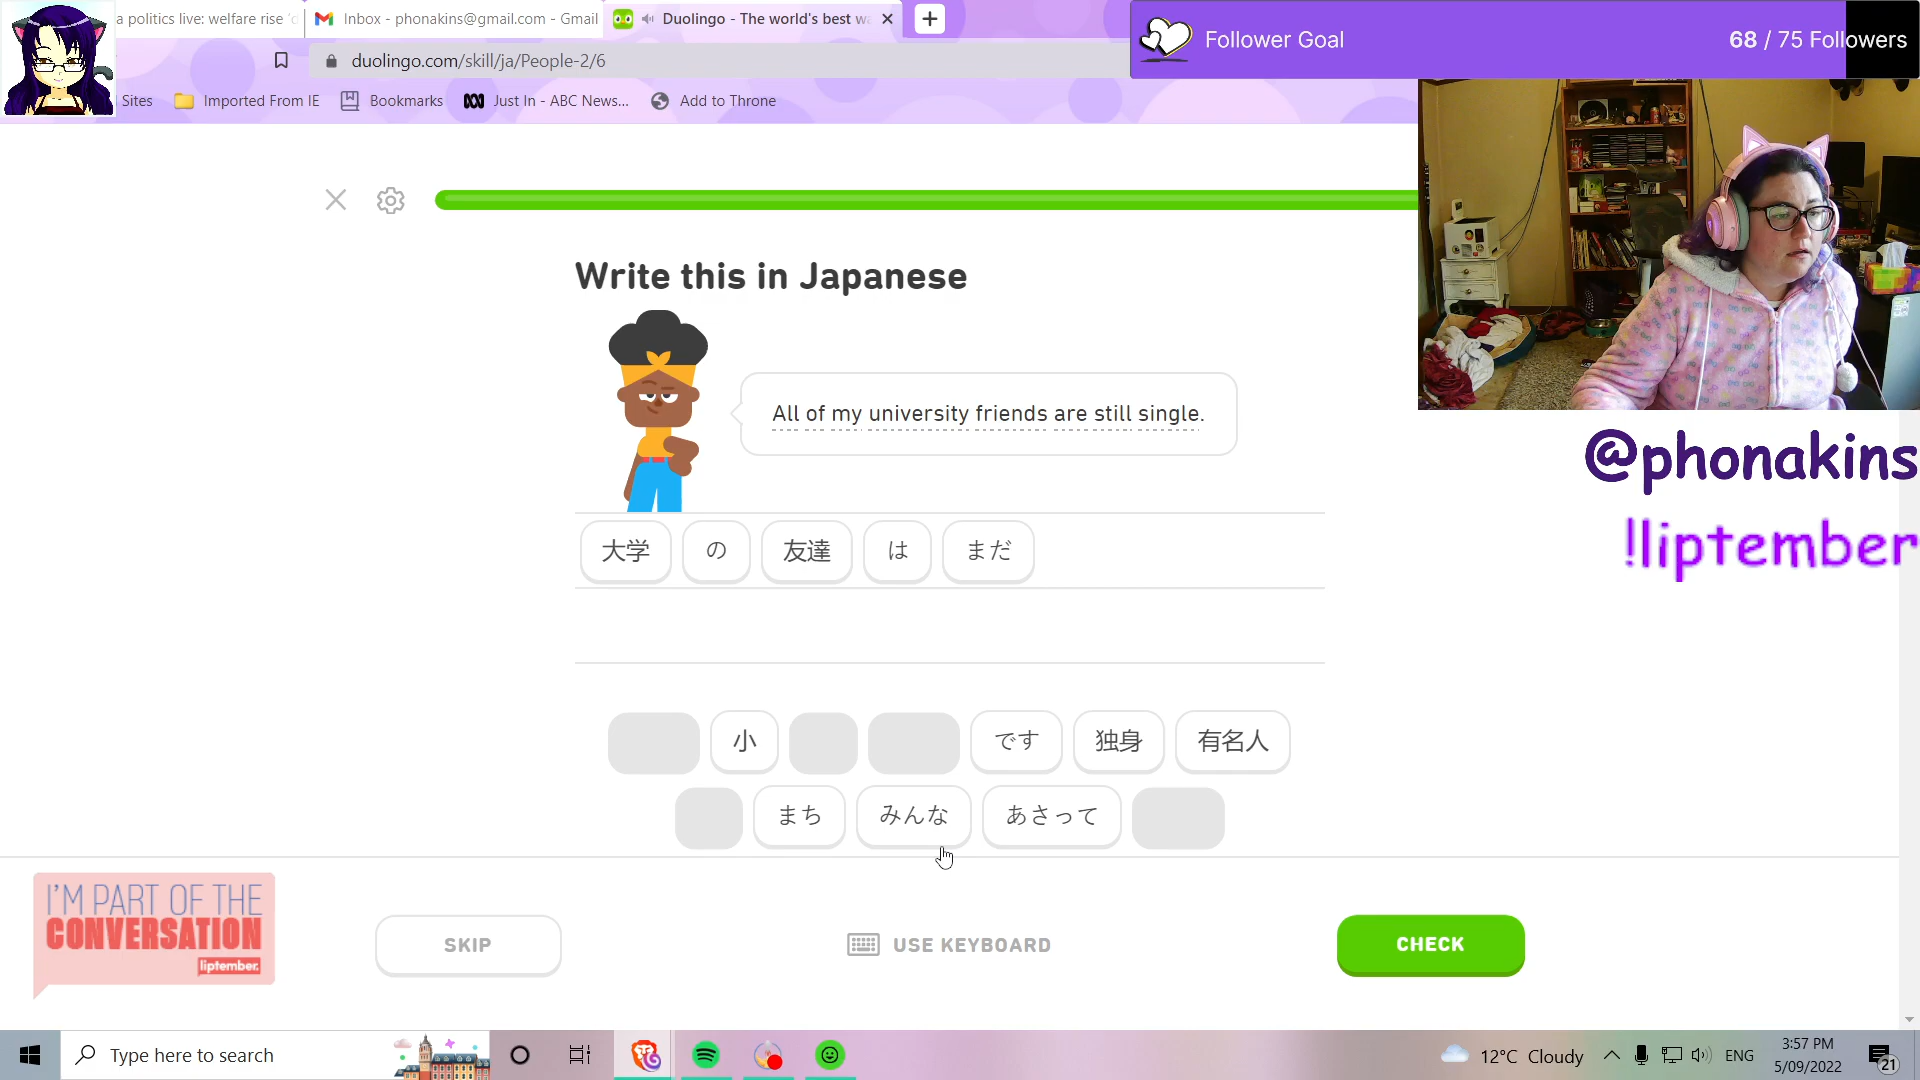 a politics live: welfare rise
Inbox - phonakins@gmail.com - Gmail
Duolingo - The world's best wa
Follower Goal
68 / 75 Followers
duolingo.com/skill/ja/People-2/6
Sites
Imported From IE
Bookmarks
Just In - ABC News...
Add to Throne
Write this in Japanese
All of my university friends are still single.
@phonakins
!liptember
大学 の 友達 は まだ
小 です 独身 有名人
まち みんな あさって
I'M PART OF THE
CONVERSATION
liptember.
SKIP
USE KEYBOARD
CHECK
Type here to search
12°C Cloudy
ENG
3:57 PM
5/09/2022
21